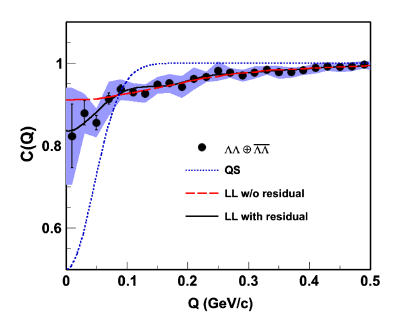 1
0.8
0.6
C(Q)
ΛΛ ⊕ Λ̅Λ̅
QS
LL w/o residual
LL with residual
0 0.1 0.2 0.3 0.4 0.5
Q (GeV/c)